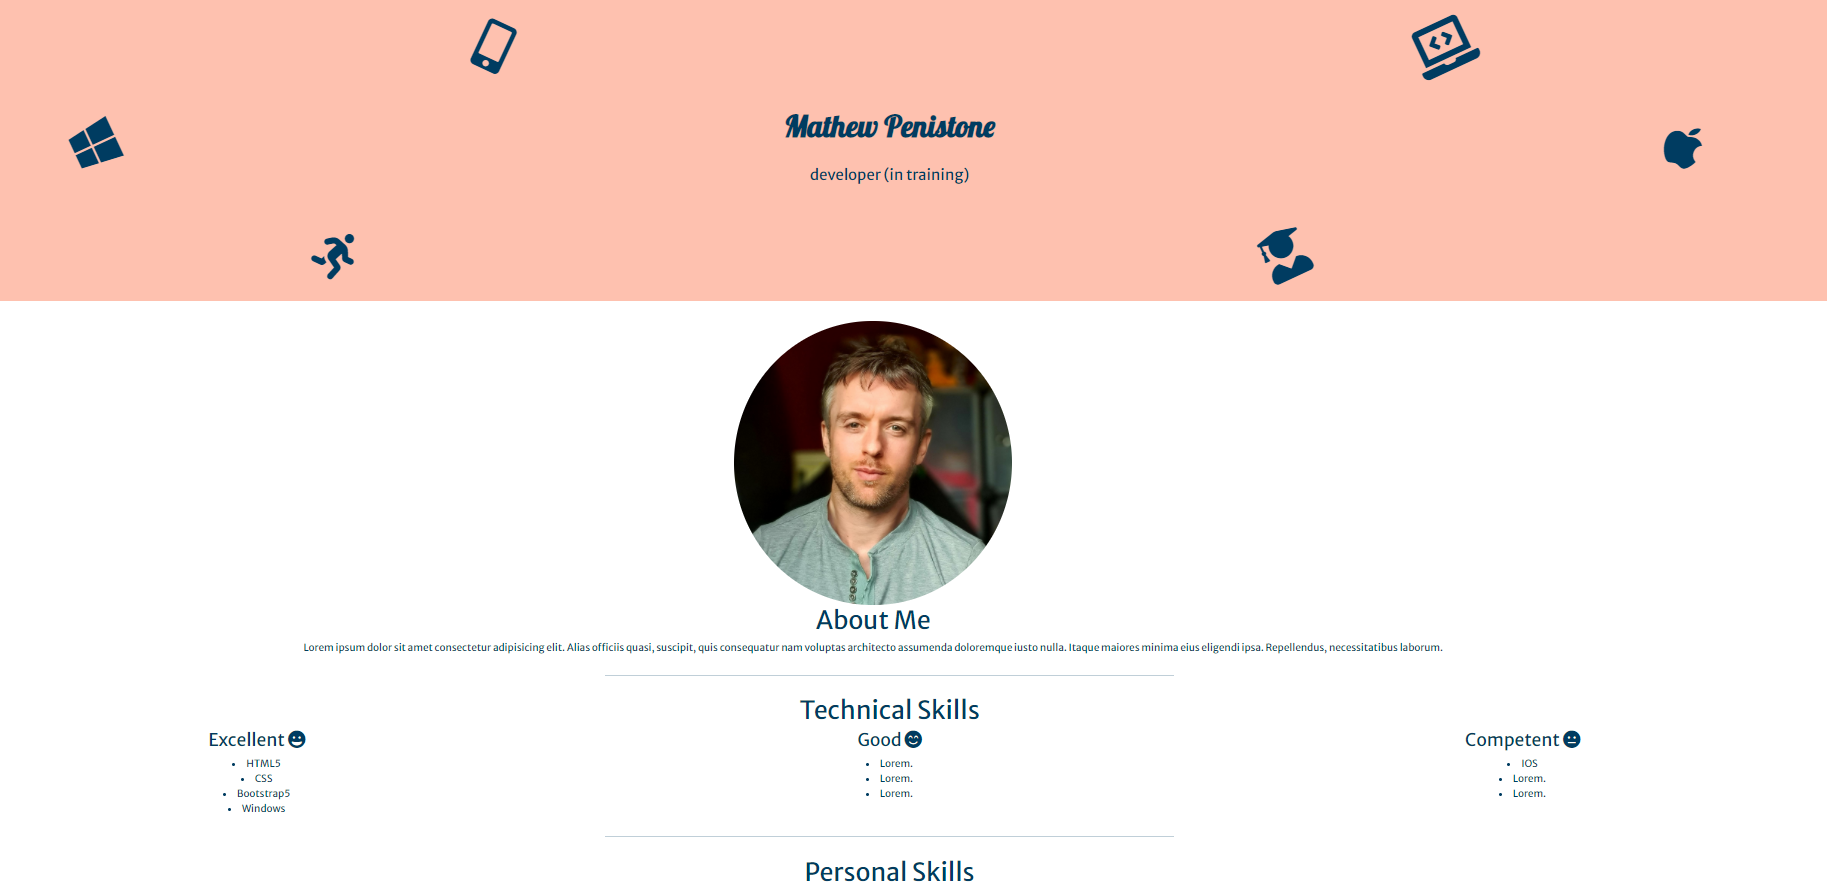 Mathew Penistone
developer (in training)
About Me
Lorem ipsum dolor sit amet consectetur adipisicing elit. Alias officiis quasi, suscipit, quis consequatur nam voluptas architecto assumenda doloremque iusto nulla. Itaque maiores minima eius eligendi ipsa. Repellendus, necessitatibus laborum.
Technical Skills
Excellent
• HTML5
• CSS
• Bootstrap5
• Windows
Good
• Lorem.
• Lorem.
• Lorem.
Competent
• IOS
• Lorem.
• Lorem.
Personal Skills